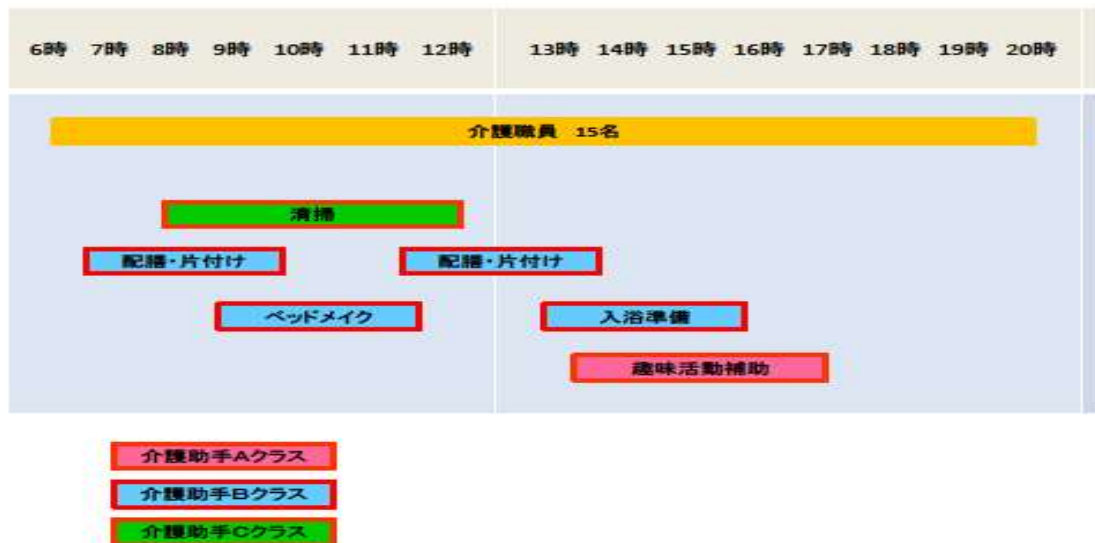 6時 7時 8時 9時 10時 11時 12時 13時 14時 15時 16時 17時 18時 19時 20時
介護職員 15名
清掃
配膳・片付け 配膳・片付け
ベッドメイク 入浴準備
趣味活動補助
介護助手Aクラス
介護助手Bクラス
介護助手Cクラス